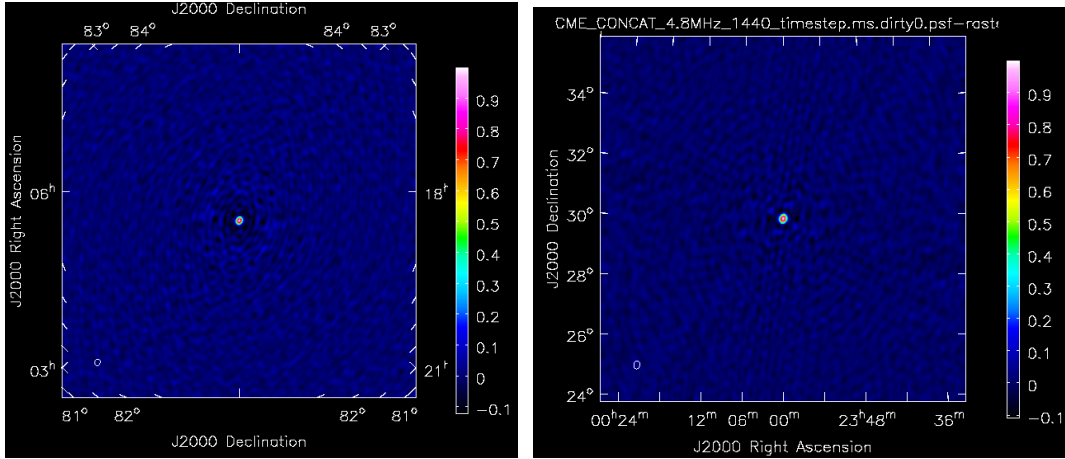 J2000 Declination
83° 84° 84° 83°
0.9
0.8
0.7
0.6
0.5
0.4
0.3
0.2
0.1
0
−0.1
06ʰ 18ʰ
03ʰ 21ʰ
J2000 Right Ascension
81° 82° 82° 81°
J2000 Declination
CME_CONCAT_4.8MHz_1440_timestep.ms.dirty0.psf−raste
34°
32°
30°
28°
26°
24°
J2000 Declination
0.9
0.8
0.7
0.6
0.5
0.4
0.3
0.2
0.1
0
−0.1
00ʰ24ᵐ 12ᵐ 06ᵐ 00ᵐ 23ʰ48ᵐ 36ᵐ
J2000 Right Ascension